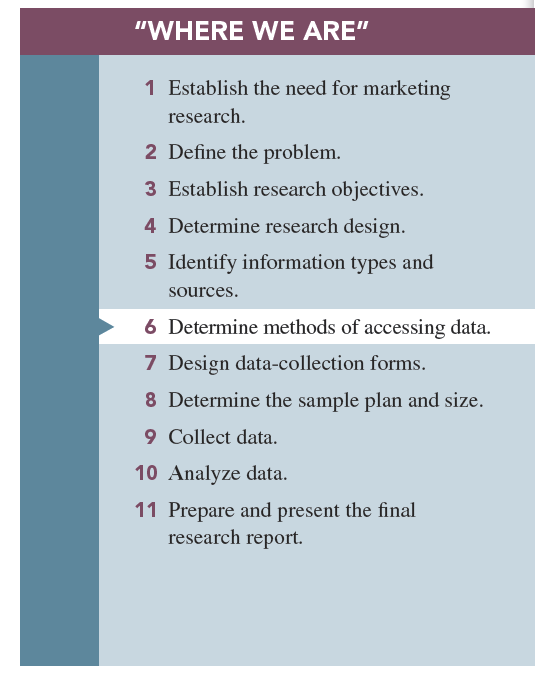 “WHERE WE ARE”
1 Establish the need for marketing
research.
2 Define the problem.
3 Establish research objectives.
4 Determine research design.
5 Identify information types and
sources.
6 Determine methods of accessing data.
7 Design data-collection forms.
8 Determine the sample plan and size.
9 Collect data.
10 Analyze data.
11 Prepare and present the final
research report.